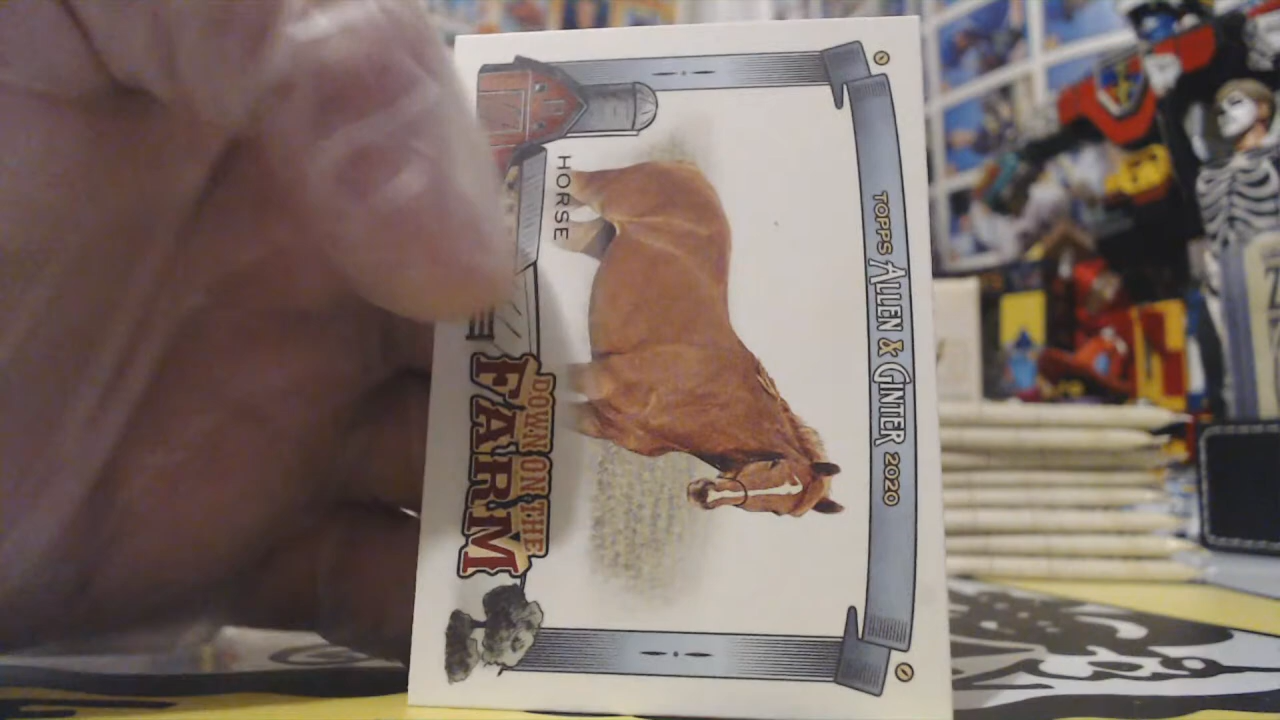 TOPPS ALLEN & GINTER 2020
HORSE
DOWN ON THE
FARM